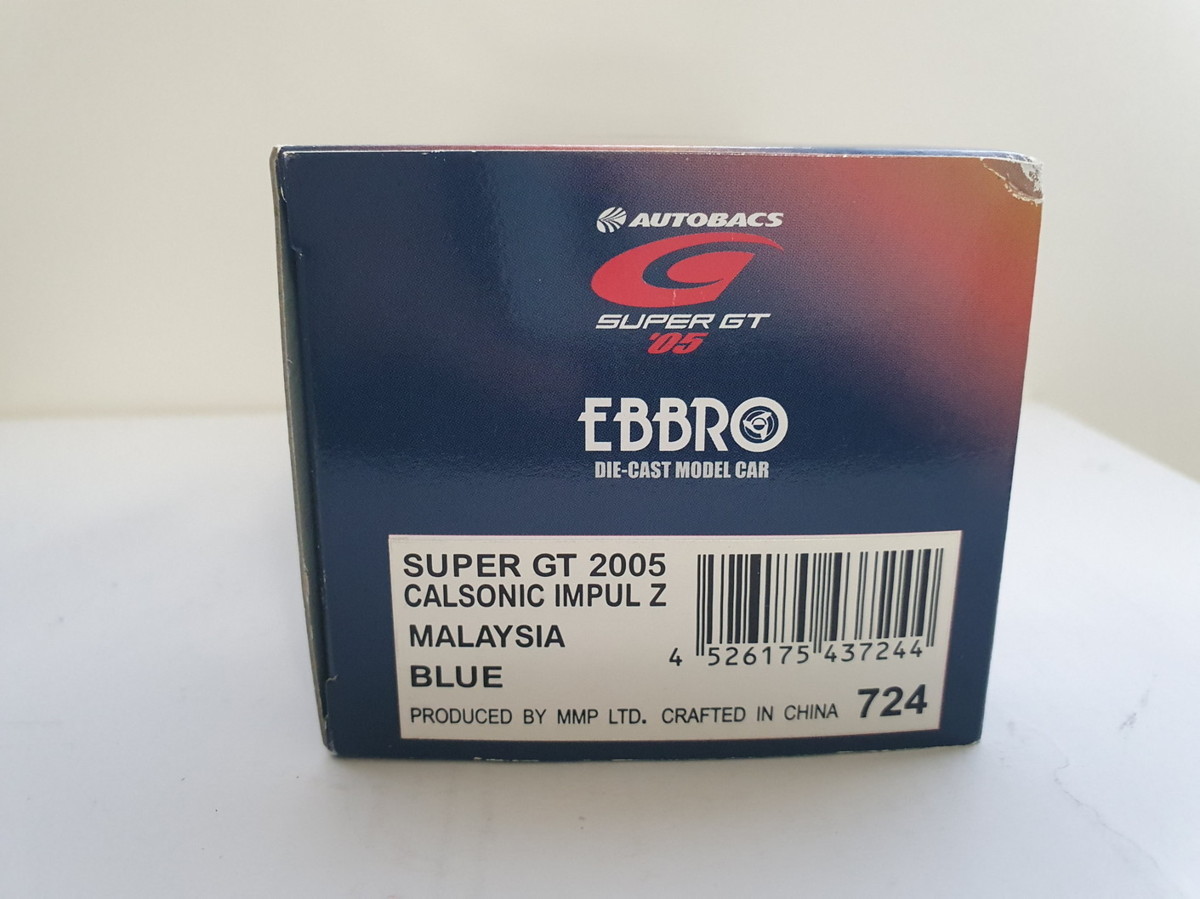 AUTOBACS
SUPER GT
'05
EBBRO
DIE-CAST MODEL CAR
SUPER GT 2005
CALSONIC IMPUL Z
MALAYSIA
BLUE
4 526175 437244
PRODUCED BY MMP LTD. CRAFTED IN CHINA 724